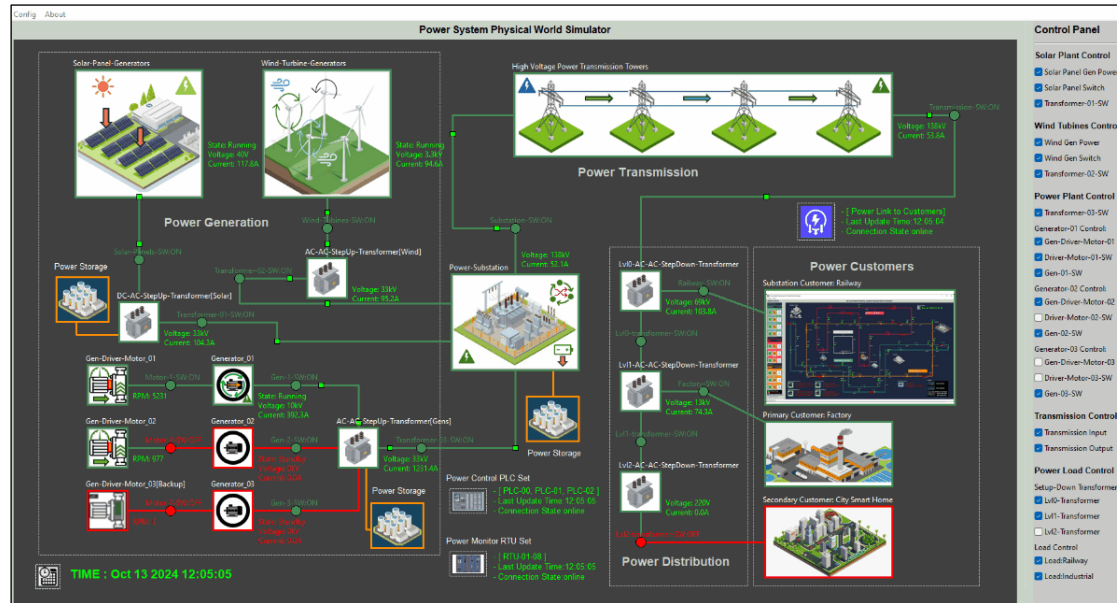 Config About
Power System Physical World Simulator
Solar-Panel-Generators
Wind-Turbine-Generators
State: Running
Voltage: 40V
Current: 117.8A
State: Running
Voltage: 3.3kV
Current: 94.6A
Power Generation
Solar-Panels-SW:ON
Wind-Turbines-SW:ON
AC-AC-StepUp-Transformer[Wind]
Transformer-02-SW:ON
Voltage: 33kV
Current: 95.2A
Power Storage
DC-AC-StepUp-Transformer[Solar]
Transformer-01-SW:ON
Voltage: 33kV
Current: 104.3A
Gen-Driver-Motor_01
Motor-1-SW:ON
RPM: 5231
Generator_01
Gen-1-SW:ON
State: Running
Voltage: 10kV
Current: 392.3A
Gen-Driver-Motor_02
RPM: 977
Generator_02
Gen-2-SW:ON
AC-AC-StepUp-Transformer[Gens]
Transformer-03-SW:ON
Voltage: 33kV
Current: 1231.4A
Gen-Driver-Motor_03[Backup]
Generator_03
Gen-3-SW:ON
Power Storage
TIME : Oct 13 2024 12:05:05
High Voltage Power Transmission Towers
Transmission-SW:ON
Voltage: 138kV
Current: 53.8A
Power Transmission
Substation-SW:ON
Voltage: 138kV
Current: 52.1A
Power-Substation
Power Storage
- [ Power Link to Customers]
- Last Update Time:12:05:04
- Connection State:online
Power Control PLC Set
- [ PLC-00, PLC-01, PLC-02 ]
- Last Update Time:12:05:05
- Connection State:online
Power Monitor RTU Set
- [ RTU-01-08 ]
- Last Update Time:12:05:05
- Connection State:online
Lvl0-AC-AC-StepDown-Transformer
Railway-SW:ON
Voltage: 69kV
Current: 103.8A
Lvl0-transformer-SW:ON
Lvl1-AC-AC-StepDown-Transformer
Factory-SW:ON
Voltage: 13kV
Current: 74.3A
Lvl1-transformer-SW:ON
Lvl2-AC-AC-StepDown-Transformer
Voltage: 220V
Current: 0.0A
Lvl2-transformer-SW:OFF
Power Distribution
Power Customers
Substation Customer: Railway
Primary Customer: Factory
Secondary Customer: City Smart Home
Control Panel
Solar Plant Control
Solar Panel Gen Power
Solar Panel Switch
Transformer-01-SW
Wind Tubines Control
Wind Gen Power
Wind Gen Switch
Transformer-02-SW
Power Plant Control
Transformer-03-SW
Generator-01 Control:
Gen-Driver-Motor-01
Driver-Motor-01-SW
Gen-01-SW
Generator-02 Control:
Gen-Driver-Motor-02
Driver-Motor-02-SW
Gen-02-SW
Generator-03 Control:
Gen-Driver-Motor-03
Driver-Motor-03-SW
Gen-03-SW
Transmission Control
Transmission Input
Transmission Output
Power Load Control
Setup-Down Transformer
Lvl0-Transformer
Lvl1-Transformer
Lvl2-Transformer
Load Control
Load:Railway
Load:Industrial